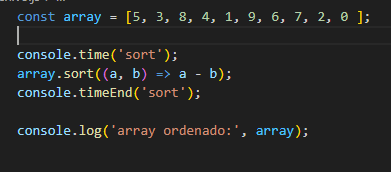 const array = [5, 3, 8, 4, 1, 9, 6, 7, 2, 0 ];
console.time('sort');
array.sort((a, b) => a - b);
console.timeEnd('sort');
console.log('array ordenado:', array);